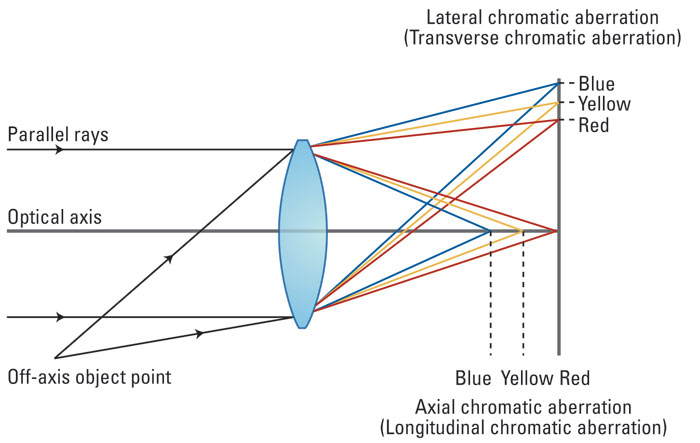 Lateral chromatic aberration
(Transverse chromatic aberration)
Blue
Yellow
Red
Parallel rays
Optical axis
Off-axis object point
Blue Yellow Red
Axial chromatic aberration
(Longitudinal chromatic aberration)